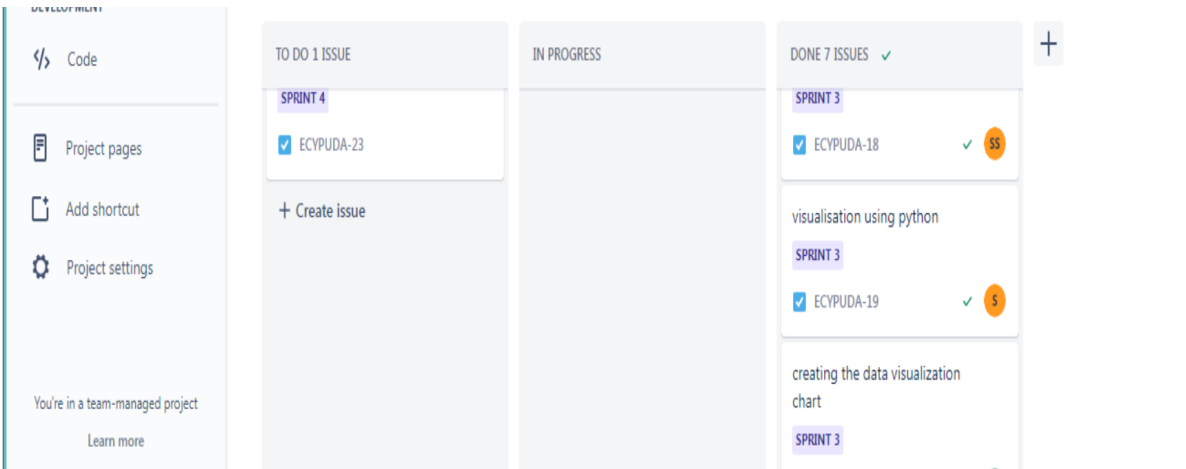 DEVELOPMENT
Code
Project pages
Add shortcut
Project settings
You're in a team-managed project
Learn more
TO DO 1 ISSUE
SPRINT 4
ECYPUDA-23
+ Create issue
IN PROGRESS
DONE 7 ISSUES
SPRINT 3
ECYPUDA-18
SS
visualisation using python
SPRINT 3
ECYPUDA-19
S
creating the data visualization
chart
SPRINT 3